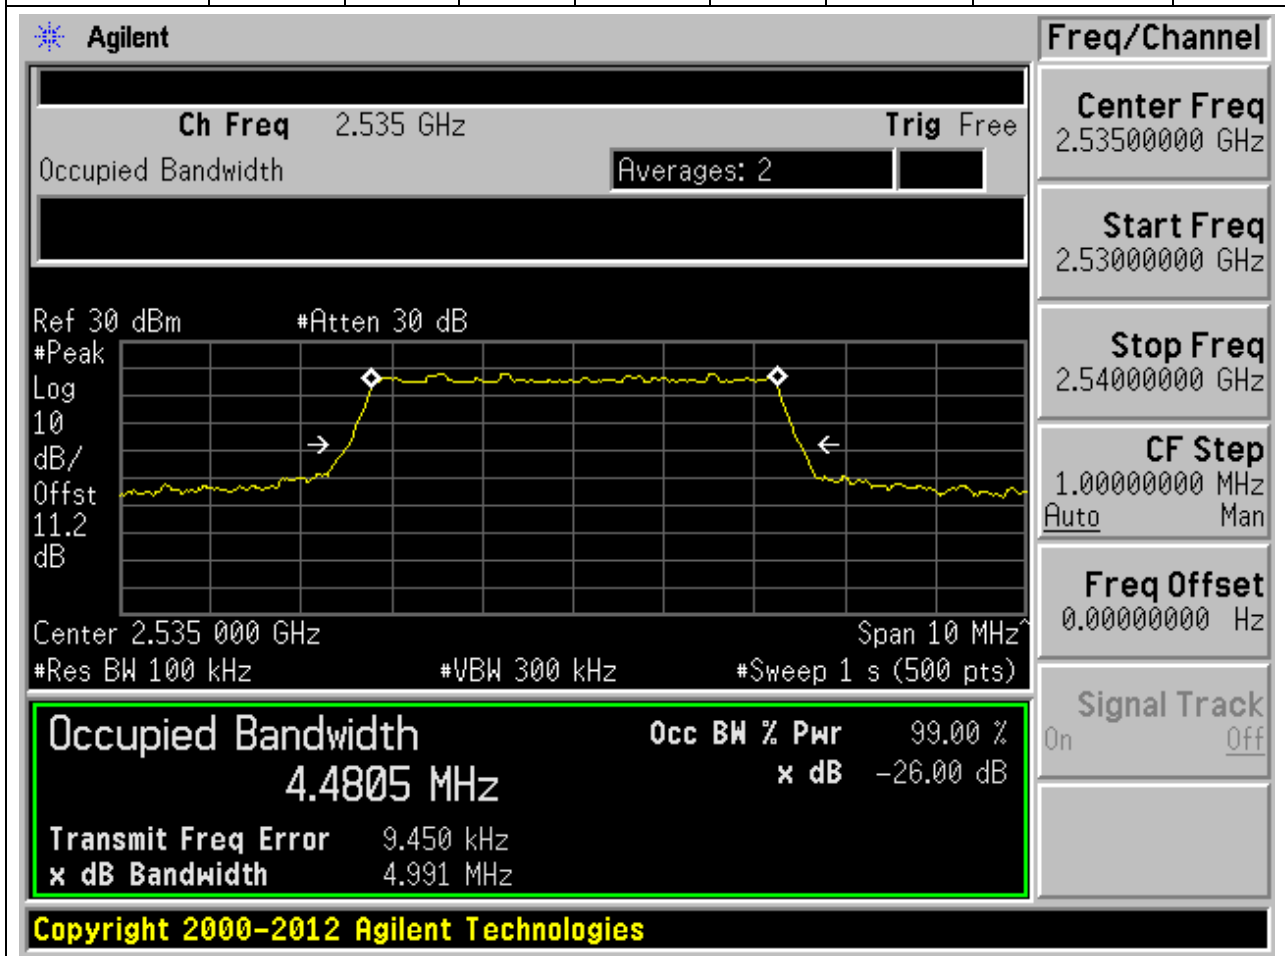 Agilent
Freq/Channel
Ch Freq 2.535 GHz Trig Free
Occupied Bandwidth Averages: 2
Center Freq
2.53500000 GHz
Start Freq
2.53000000 GHz
Stop Freq
2.54000000 GHz
CF Step
1.00000000 MHz
Auto Man
Freq Offset
0.00000000 Hz
Signal Track
On Off
Ref 30 dBm #Atten 30 dB
#Peak
Log
10
dB/
Offst
11.2
dB
Center 2.535 000 GHz Span 10 MHz^
#Res BW 100 kHz #VBW 300 kHz #Sweep 1 s (500 pts)
Occupied Bandwidth
4.4805 MHz
Occ BW % Pwr 99.00 %
x dB -26.00 dB
Transmit Freq Error 9.450 kHz
x dB Bandwidth 4.991 MHz
Copyright 2000-2012 Agilent Technologies